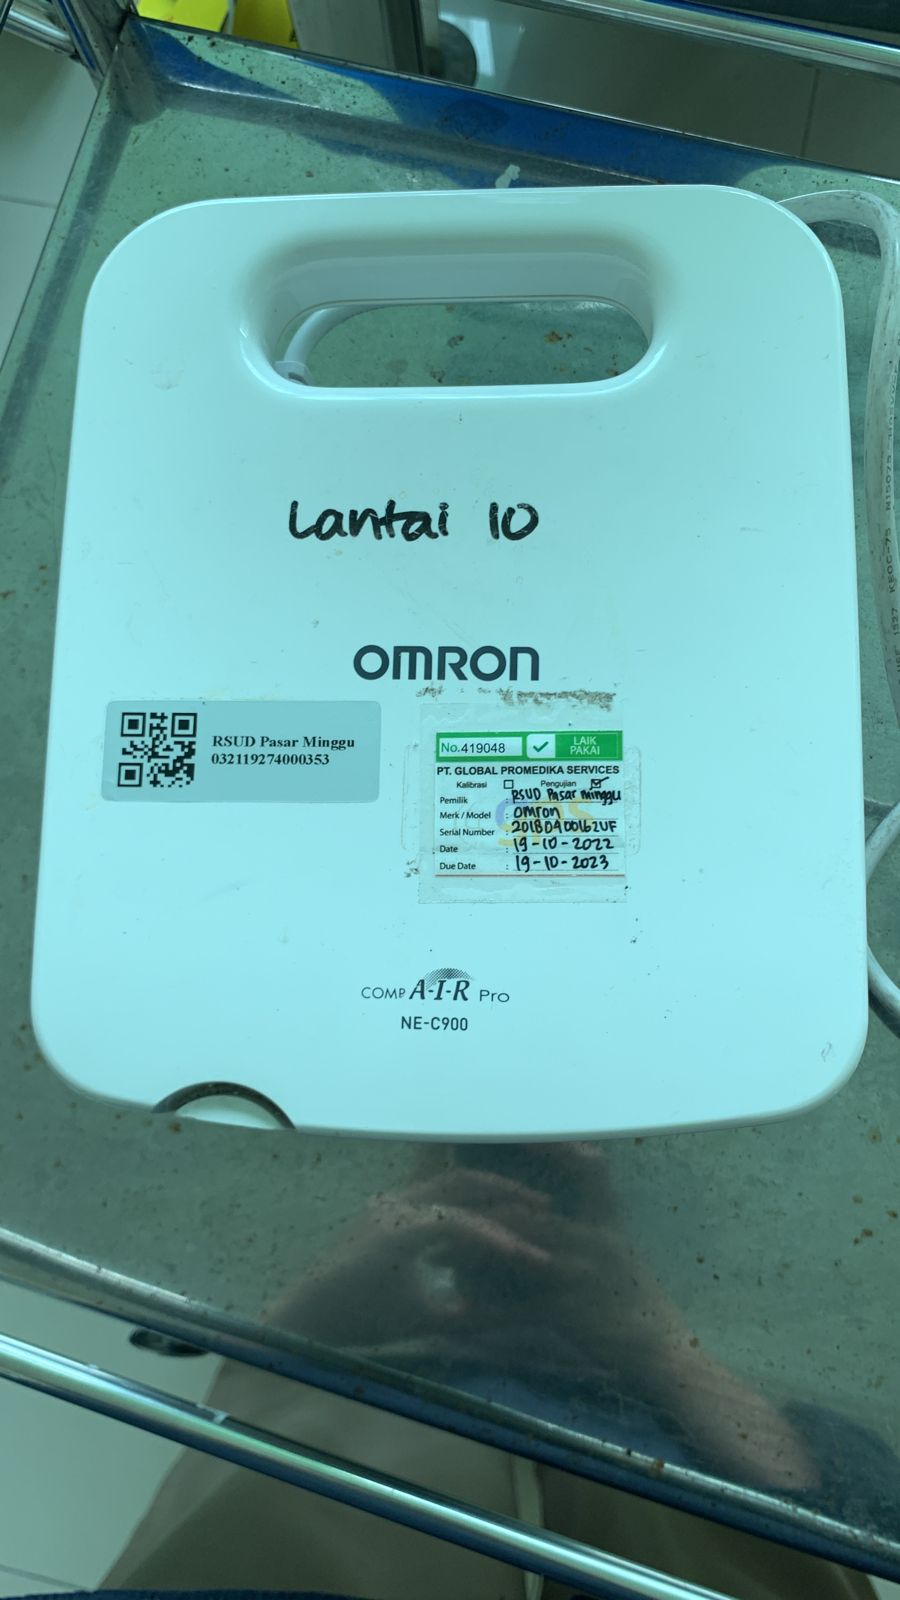 Lantai 10
OMRON
RSUD Pasar Minggu
032119274000353
No. 419048
LAIK
PAKAI
PT. GLOBAL PROMEDIKA SERVICES
Kalibrasi Pengujian
Pemilik : RSUD Pasar Minggu
Merk / Model : Omron
Serial Number : 20180900162UF
Date : 19-10-2022
Due Date : 19-10-2023
COMP A-I-R Pro
NE-C900